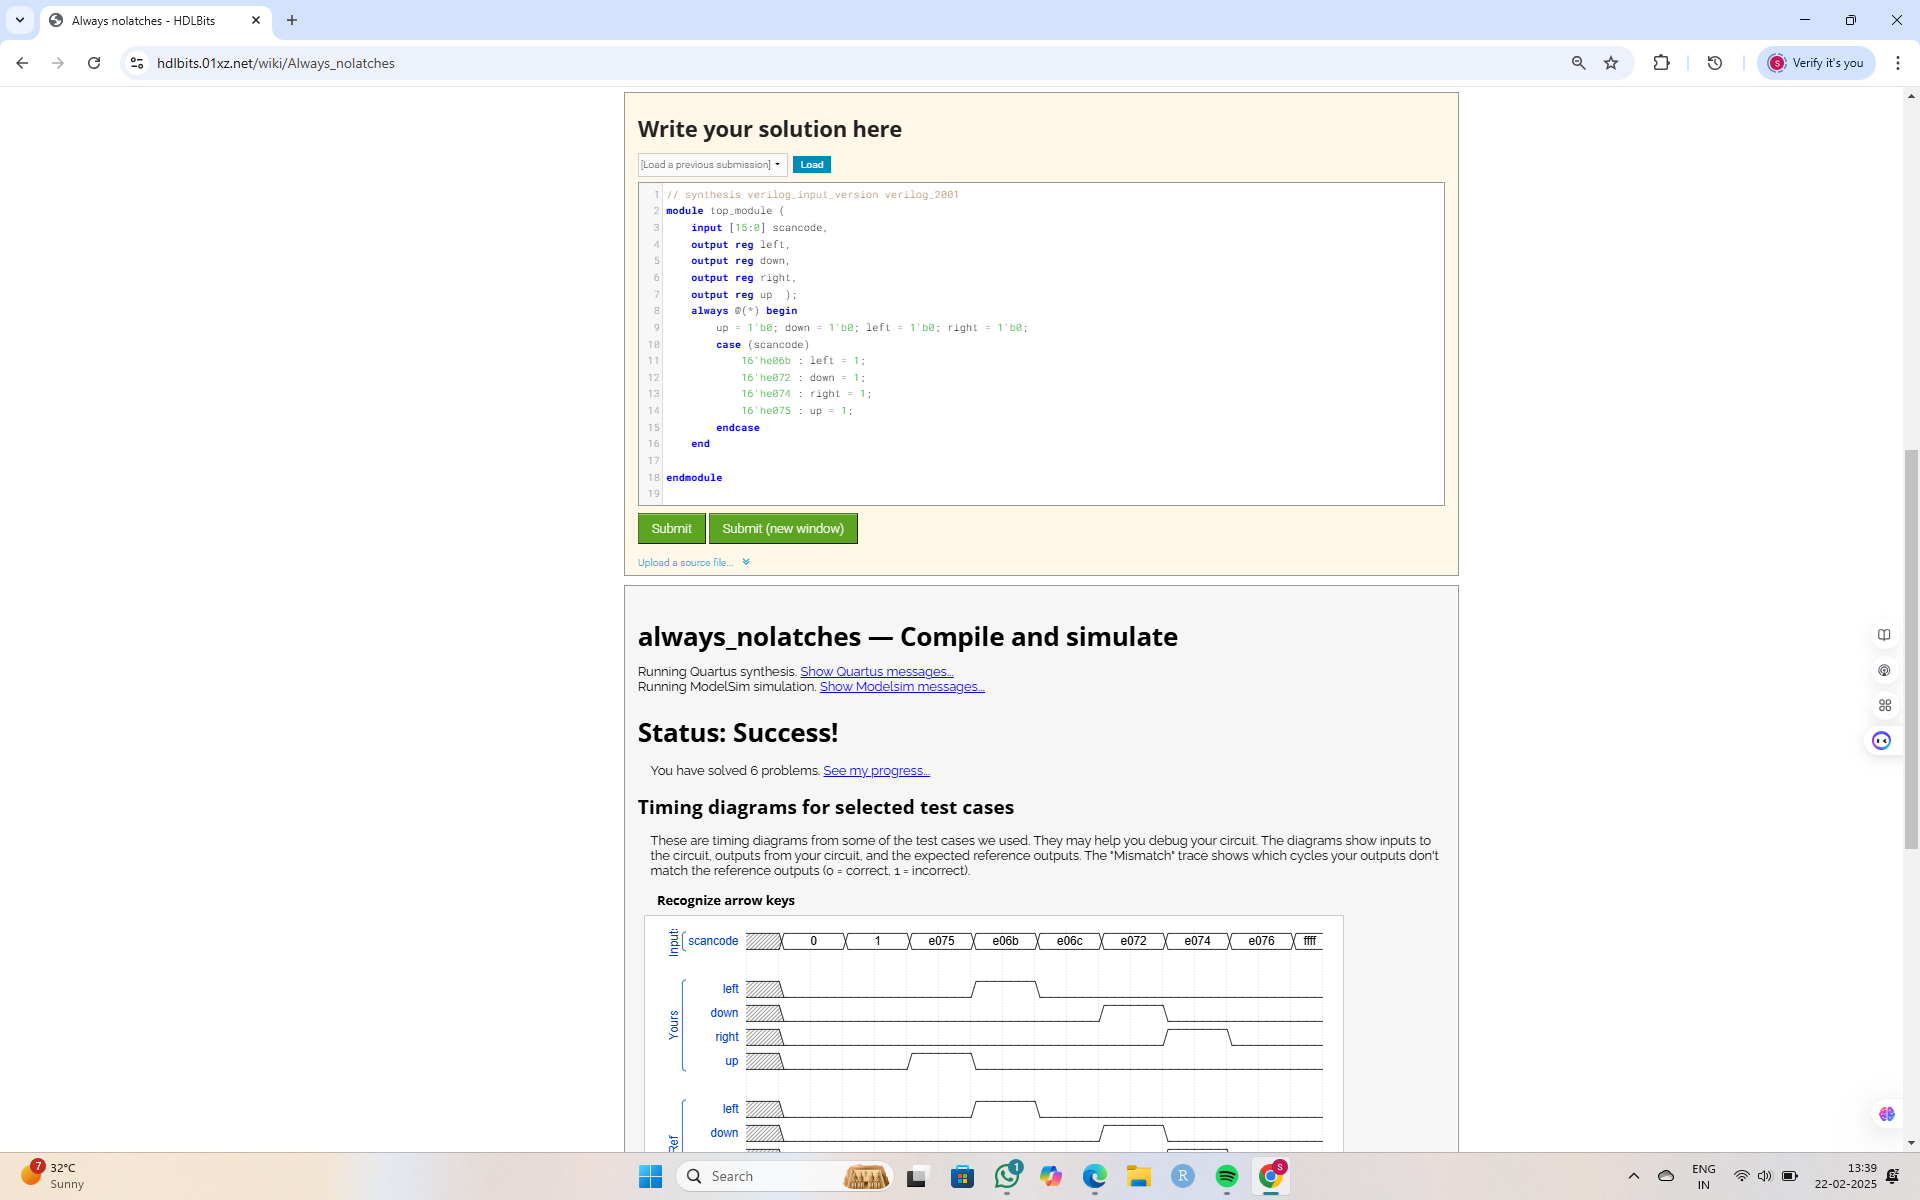 Always nolatches - HDLBits
hdlbits.01xz.net/wiki/Always_nolatches
S
Verify it's you
Write your solution here
[Load a previous submission]
Load
1 // synthesis verilog_input_version verilog_2001
2 module top_module (
3 input [15:0] scancode,
4 output reg left,
5 output reg down,
6 output reg right,
7 output reg up );
8 always @(*) begin
9 up = 1'b0; down = 1'b0; left = 1'b0; right = 1'b0;
10 case (scancode)
11 16'he06b : left = 1;
12 16'he072 : down = 1;
13 16'he074 : right = 1;
14 16'he075 : up = 1;
15 endcase
16 end
17
18 endmodule
19
Submit Submit (new window)
Upload a source file...
always_nolatches — Compile and simulate
Running Quartus synthesis. Show Quartus messages...
Running ModelSim simulation. Show Modelsim messages...
Status: Success!
You have solved 6 problems. See my progress...
Timing diagrams for selected test cases
These are timing diagrams from some of the test cases we used. They may help you debug your circuit. The diagrams show inputs to
the circuit, outputs from your circuit, and the expected reference outputs. The "Mismatch" trace shows which cycles your outputs don't
match the reference outputs (0 = correct, 1 = incorrect).
Recognize arrow keys
scancode 0 1 e075 e06b e06c e072 e074 e076 ffff
Yours
left
down
right
up
Ref
left
down
7
32°C
Sunny
Search
1
R
S
ENG
IN
13:39
22-02-2025